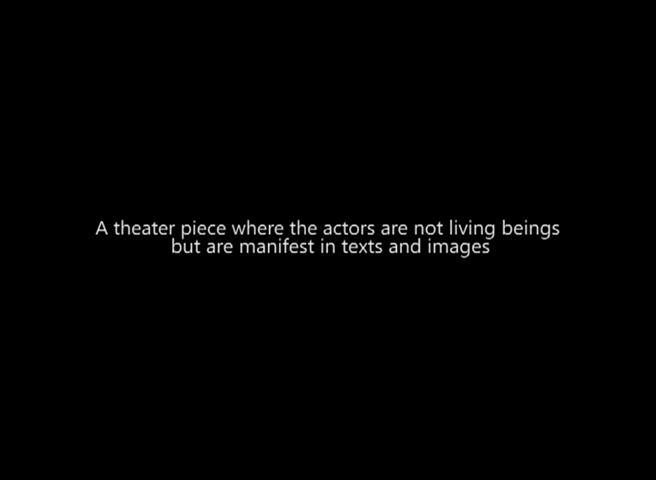 A theater piece where the actors are not living beings
but are manifest in texts and images